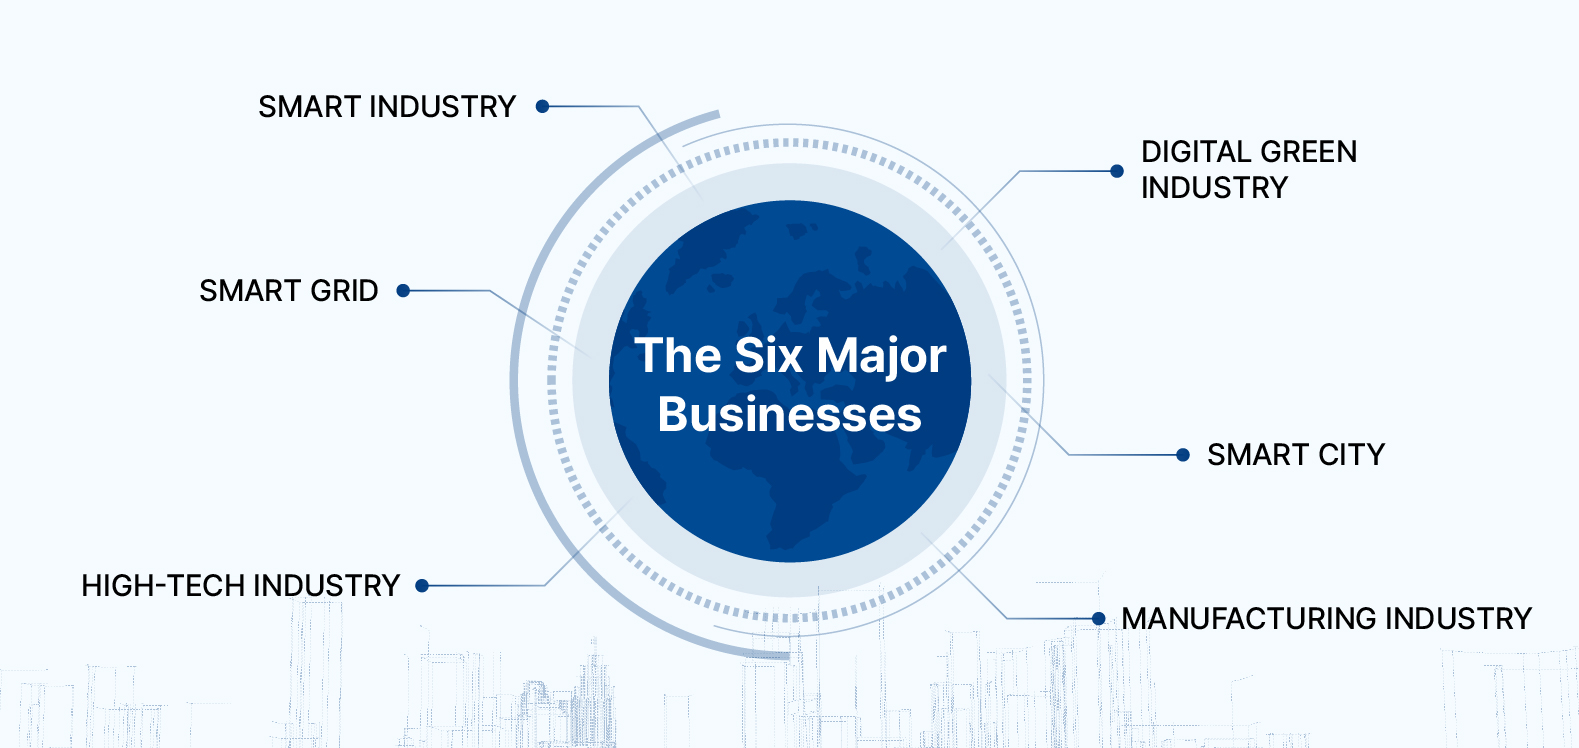 SMART INDUSTRY
DIGITAL GREEN
INDUSTRY
SMART GRID
The Six Major
Businesses
SMART CITY
HIGH-TECH INDUSTRY
MANUFACTURING INDUSTRY